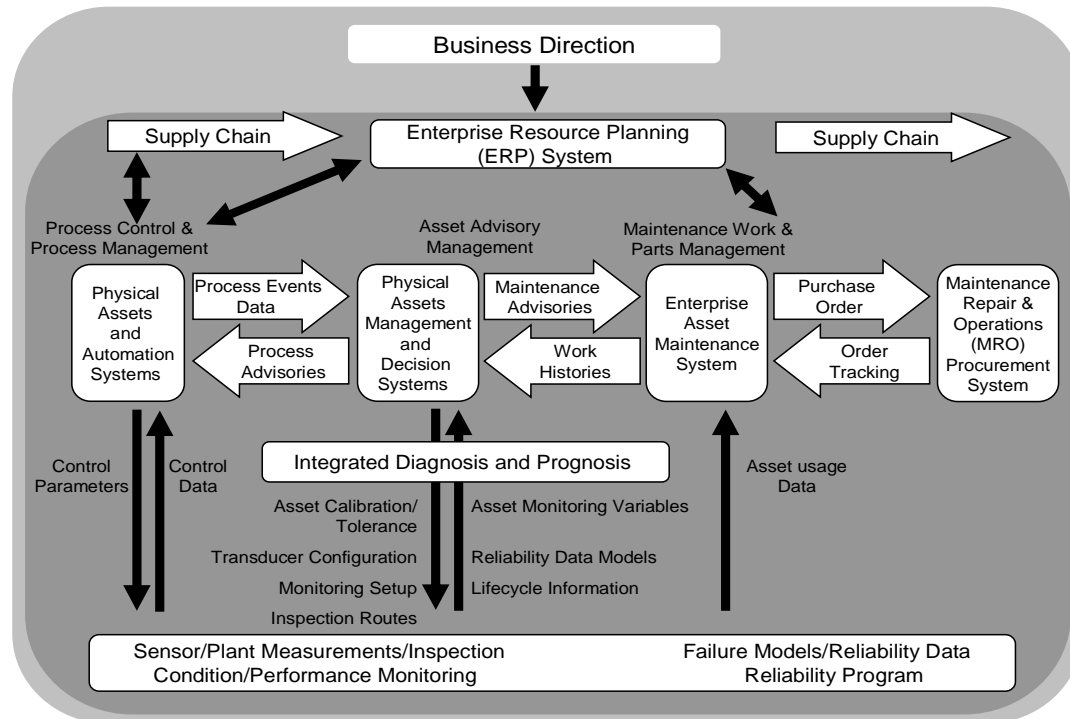 Business Direction
Supply Chain
Enterprise Resource Planning
(ERP) System
Supply Chain
Process Control &
Process Management
Asset Advisory
Management
Maintenance Work &
Parts Management
Physical
Assets
and
Automation
Systems
Process Events
Data
Process
Advisories
Physical
Assets
Management
and
Decision
Systems
Maintenance
Advisories
Work
Histories
Enterprise
Asset
Maintenance
System
Purchase
Order
Order
Tracking
Maintenance
Repair &
Operations
(MRO)
Procurement
System
Control
Parameters
Control
Data
Integrated Diagnosis and Prognosis
Asset Calibration/
Tolerance
Transducer Configuration
Monitoring Setup
Inspection Routes
Asset Monitoring Variables
Reliability Data Models
Lifecycle Information
Asset usage
Data
Sensor/Plant Measurements/Inspection
Condition/Performance Monitoring
Failure Models/Reliability Data
Reliability Program